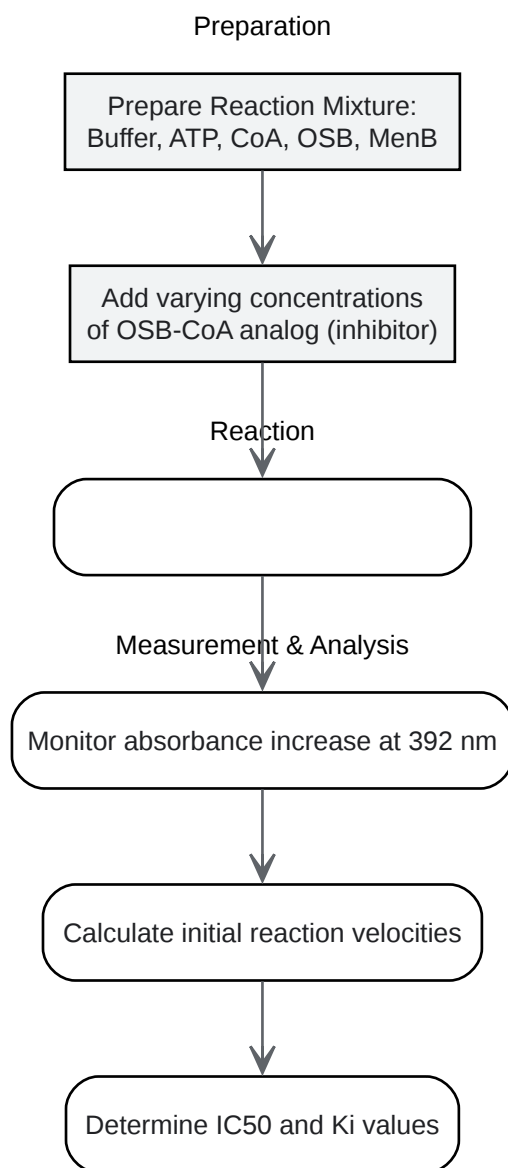 Preparation
Prepare Reaction Mixture:
Buffer, ATP, CoA, OSB, MenB
Add varying concentrations
of OSB-CoA analog (inhibitor)
Reaction
Measurement & Analysis
Monitor absorbance increase at 392 nm
Calculate initial reaction velocities
Determine IC50 and Ki values